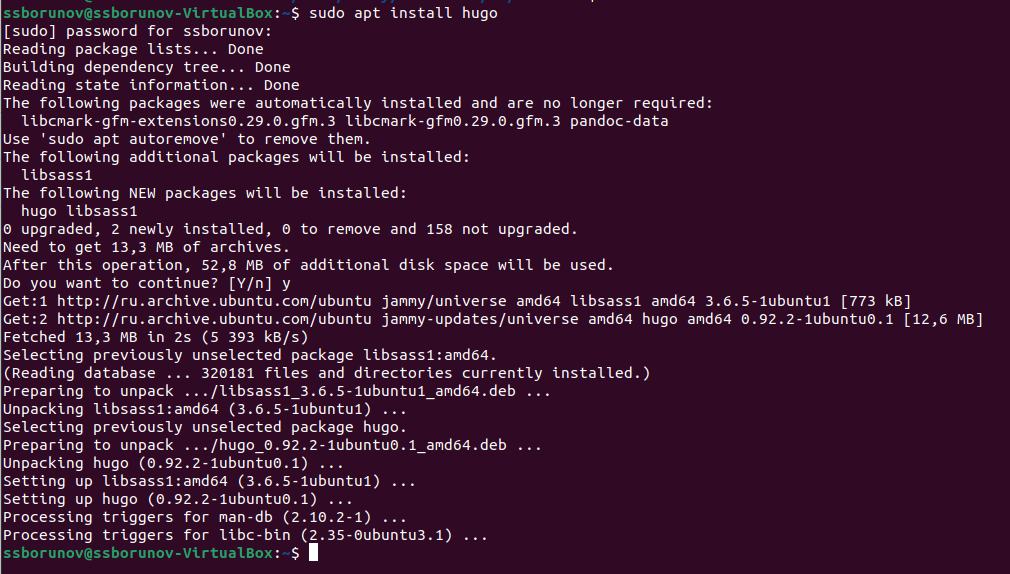 ssborunov@ssborunov-VirtualBox:~$ sudo apt install hugo
[sudo] password for ssborunov:
Reading package lists... Done
Building dependency tree... Done
Reading state information... Done
The following packages were automatically installed and are no longer required:
  libcmark-gfm-extensions0.29.0.gfm.3 libcmark-gfm0.29.0.gfm.3 pandoc-data
Use 'sudo apt autoremove' to remove them.
The following additional packages will be installed:
  libsass1
The following NEW packages will be installed:
  hugo libsass1
0 upgraded, 2 newly installed, 0 to remove and 158 not upgraded.
Need to get 13,3 MB of archives.
After this operation, 52,8 MB of additional disk space will be used.
Do you want to continue? [Y/n] y
Get:1 http://ru.archive.ubuntu.com/ubuntu jammy/universe amd64 libsass1 amd64 3.6.5-1ubuntu1 [773 kB]
Get:2 http://ru.archive.ubuntu.com/ubuntu jammy-updates/universe amd64 hugo amd64 0.92.2-1ubuntu0.1 [12,6 MB]
Fetched 13,3 MB in 2s (5 393 kB/s)
Selecting previously unselected package libsass1:amd64.
(Reading database ... 320181 files and directories currently installed.)
Preparing to unpack .../libsass1_3.6.5-1ubuntu1_amd64.deb ...
Unpacking libsass1:amd64 (3.6.5-1ubuntu1) ...
Selecting previously unselected package hugo.
Preparing to unpack .../hugo_0.92.2-1ubuntu0.1_amd64.deb ...
Unpacking hugo (0.92.2-1ubuntu0.1) ...
Setting up libsass1:amd64 (3.6.5-1ubuntu1) ...
Setting up hugo (0.92.2-1ubuntu0.1) ...
Processing triggers for man-db (2.10.2-1) ...
Processing triggers for libc-bin (2.35-0ubuntu3.1) ...
ssborunov@ssborunov-VirtualBox:~$